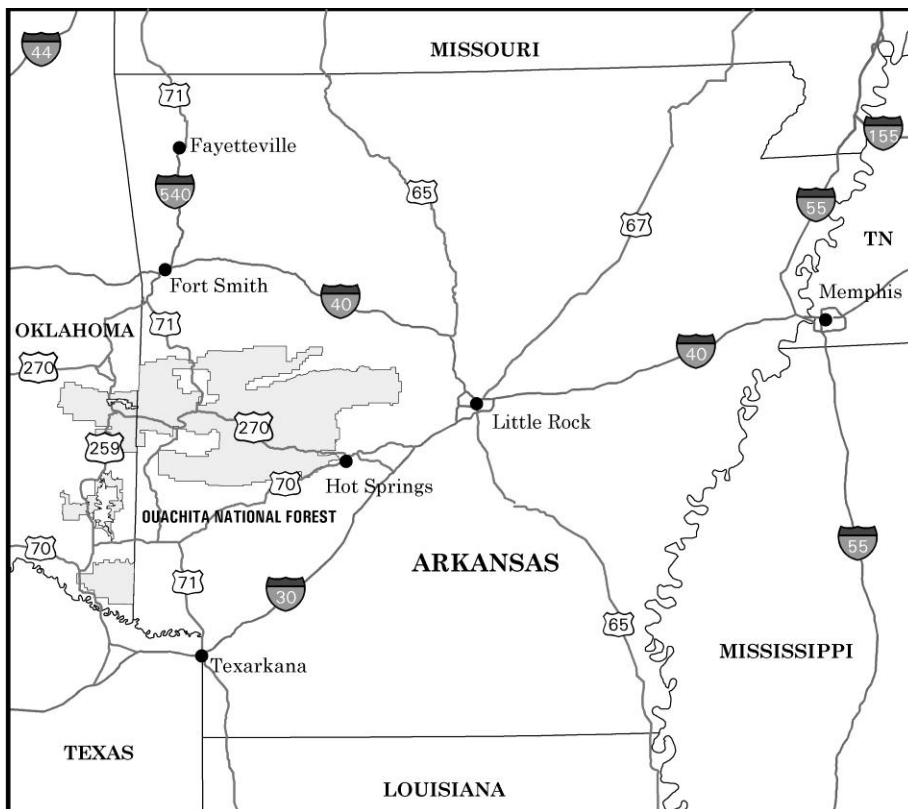 44
MISSOURI
71
155
Fayetteville
540
65
55
67
TN
Fort Smith
40
Memphis
OKLAHOMA
71
40
270
Little Rock
270
259
Hot Springs
70
OUACHITA NATIONAL FOREST
70
55
ARKANSAS
71
30
65
MISSISSIPPI
Texarkana
TEXAS
LOUISIANA